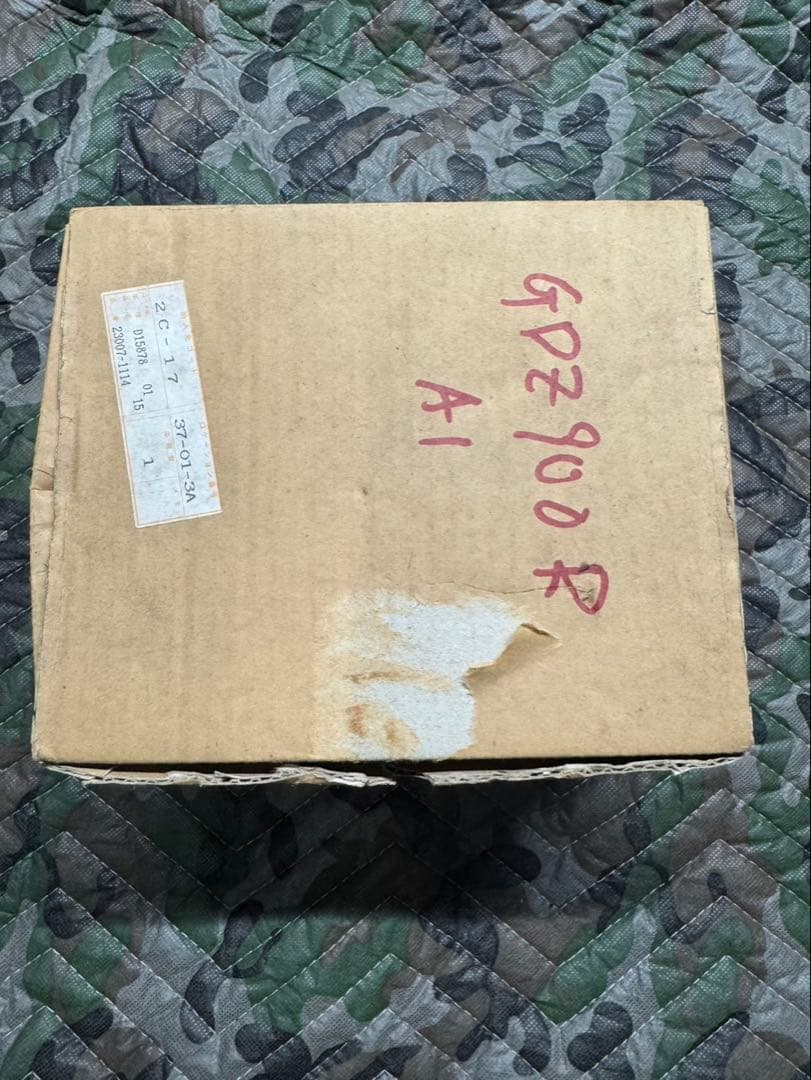 GPZ900R
A1
2C-17 37-01-3A
D15878 01 15 1
23007-1114